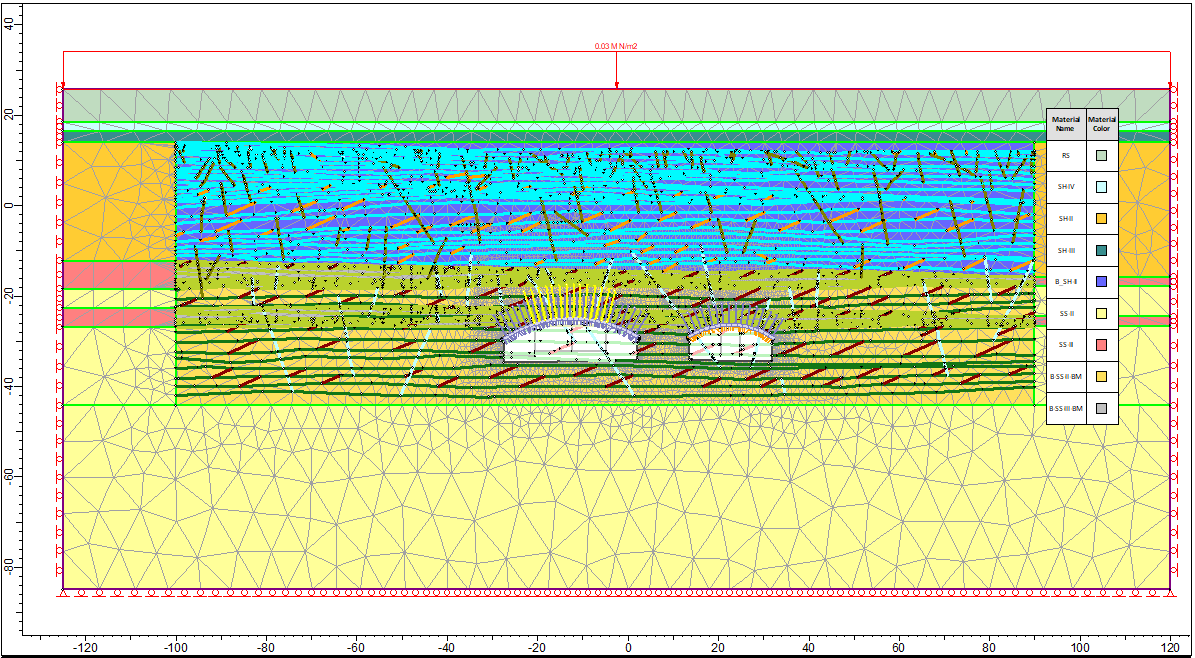 0.03 MN/m2
40
20
0
-20
-40
-60
-80
Material Name
Material Color
RS
SH-IV
SH-II
SH-III
B_SH-II
SS-II
SS-III
B-SS-II-BM
B-SS-III-BM
-120
-100
-80
-60
-40
-20
0
20
40
60
80
100
120